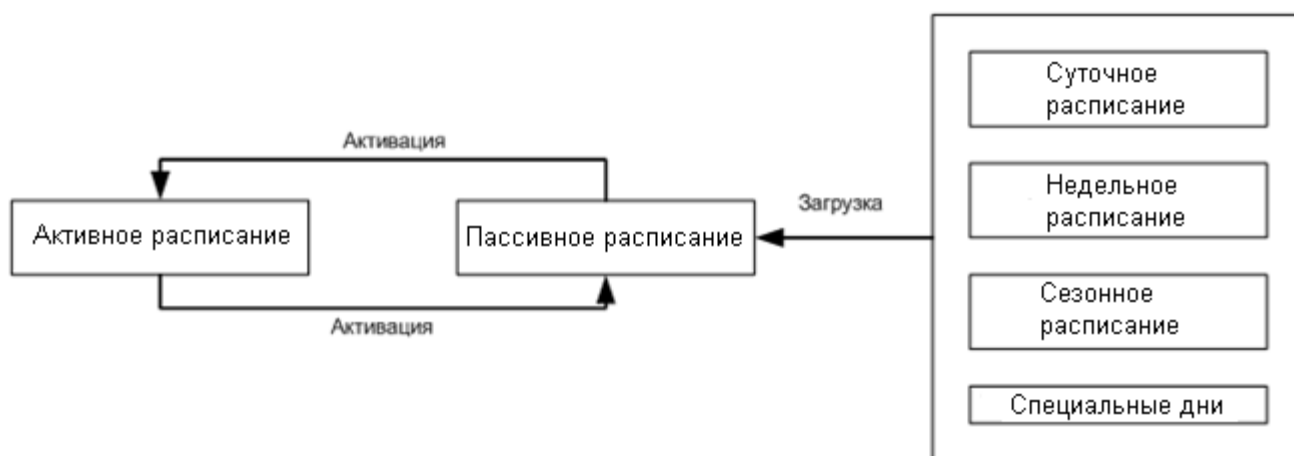 Суточное
расписание
Активация
Недельное
расписание
Загрузка
Активное расписание
Пассивное расписание
Сезонное
расписание
Активация
Специальные дни